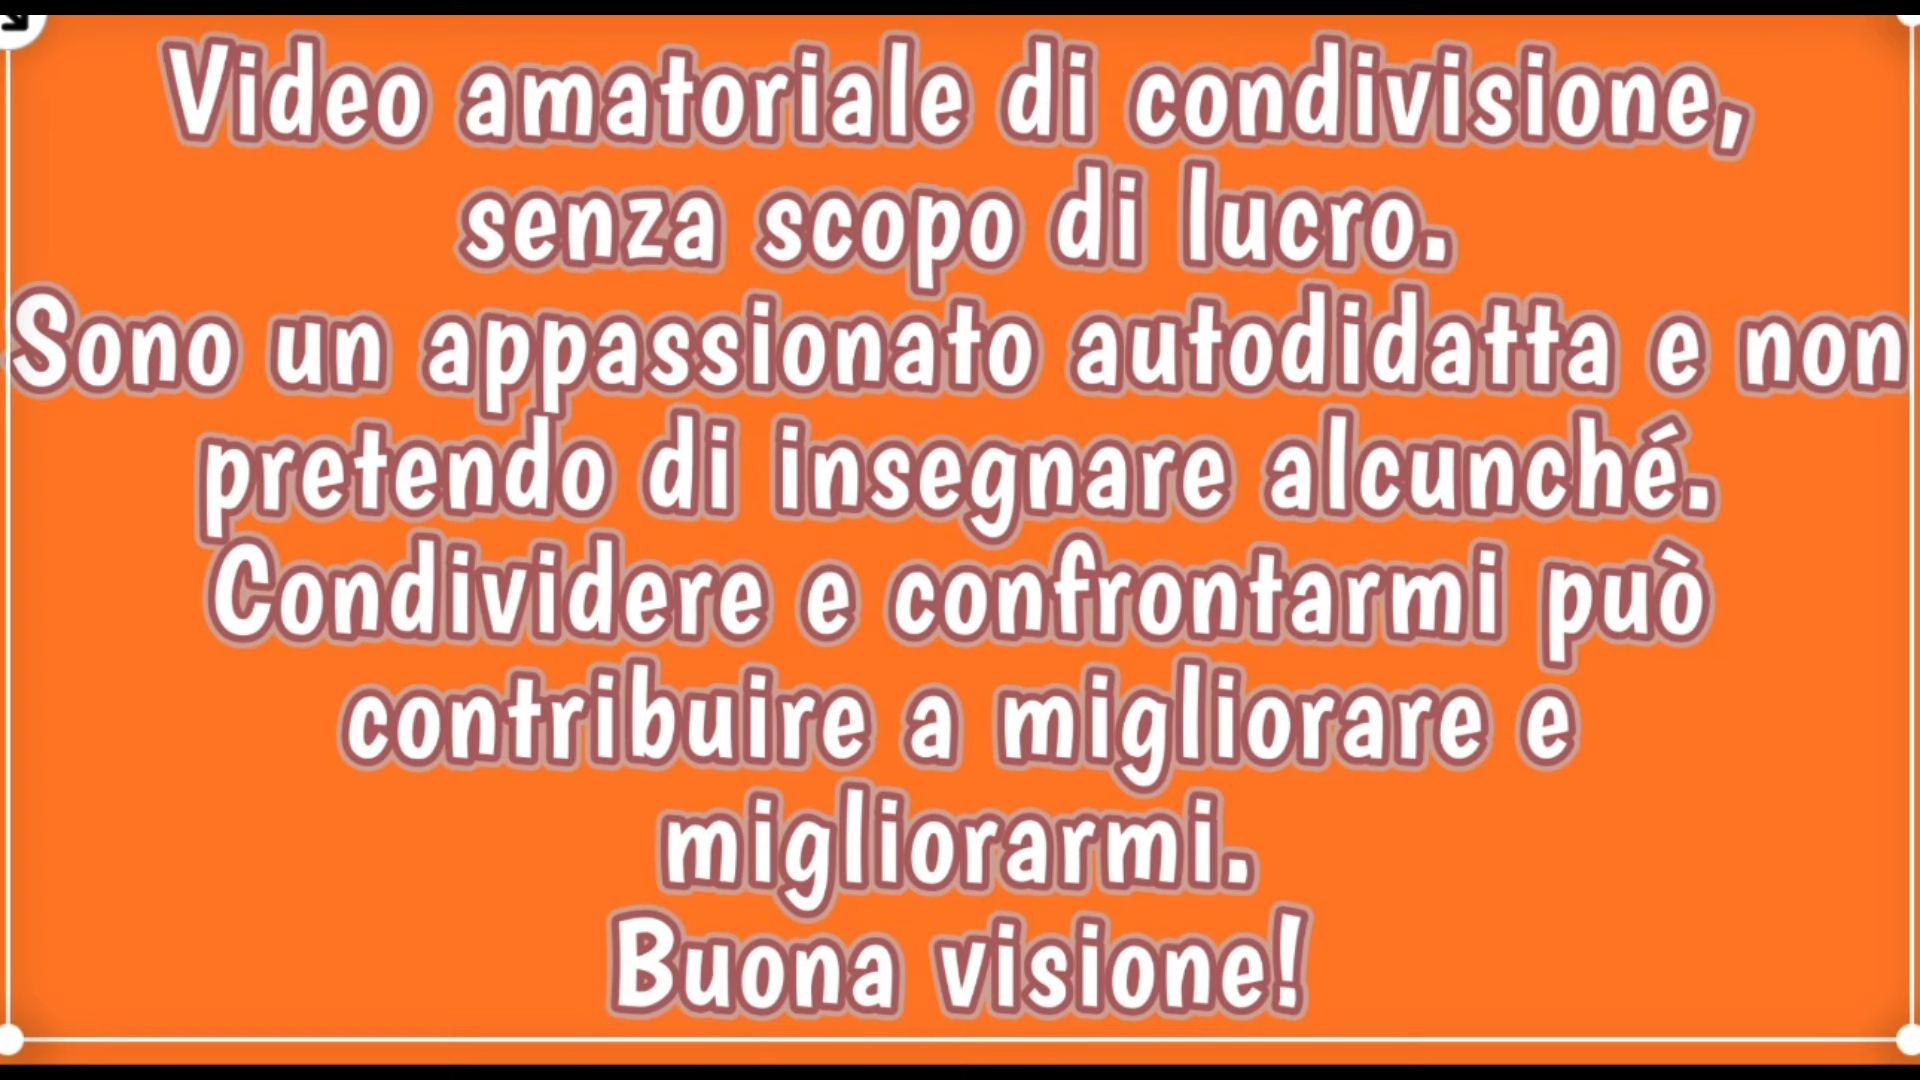 Video amatoriale di condivisione,
senza scopo di lucro.
Sono un appassionato autodidatta e non
pretendo di insegnare alcunché.
Condividere e confrontarmi può
contribuire a migliorare e
migliorarmi.
Buona visione!